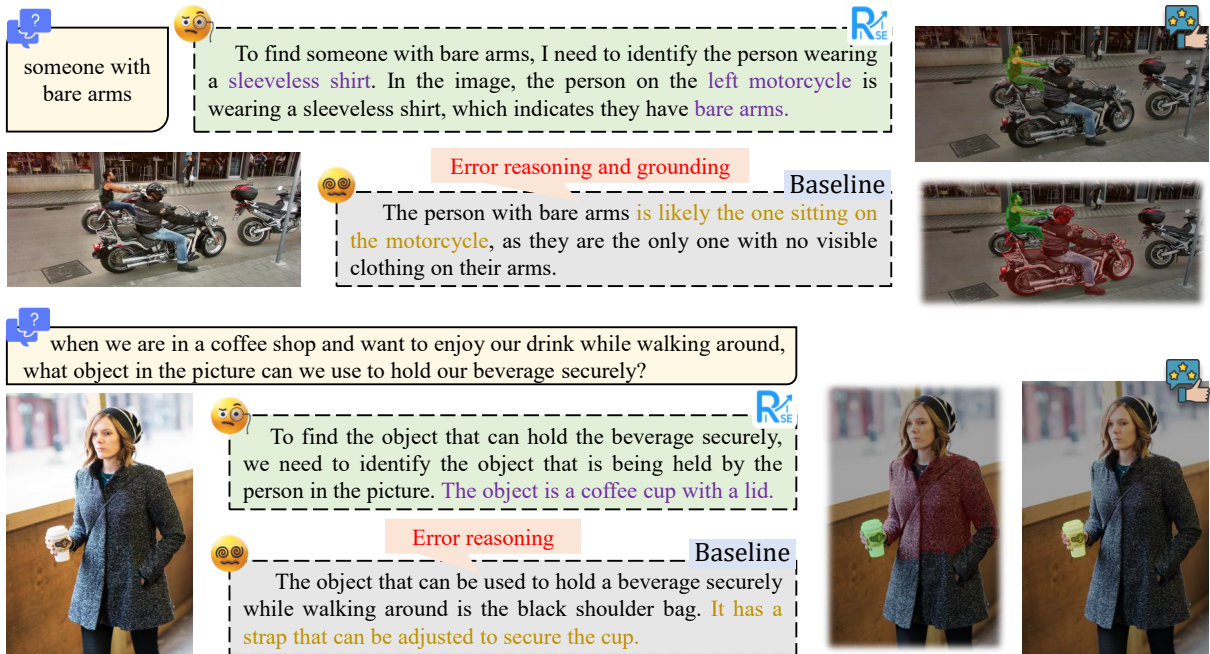 someone with
bare arms
To find someone with bare arms, I need to identify the person wearing
a sleeveless shirt. In the image, the person on the left motorcycle is
wearing a sleeveless shirt, which indicates they have bare arms.
RISE
Error reasoning and grounding
Baseline
The person with bare arms is likely the one sitting on
the motorcycle, as they are the only one with no visible
clothing on their arms.
when we are in a coffee shop and want to enjoy our drink while walking around,
what object in the picture can we use to hold our beverage securely?
RISE
To find the object that can hold the beverage securely,
we need to identify the object that is being held by the
person in the picture. The object is a coffee cup with a lid.
Error reasoning
Baseline
The object that can be used to hold a beverage securely
while walking around is the black shoulder bag. It has a
strap that can be adjusted to secure the cup.